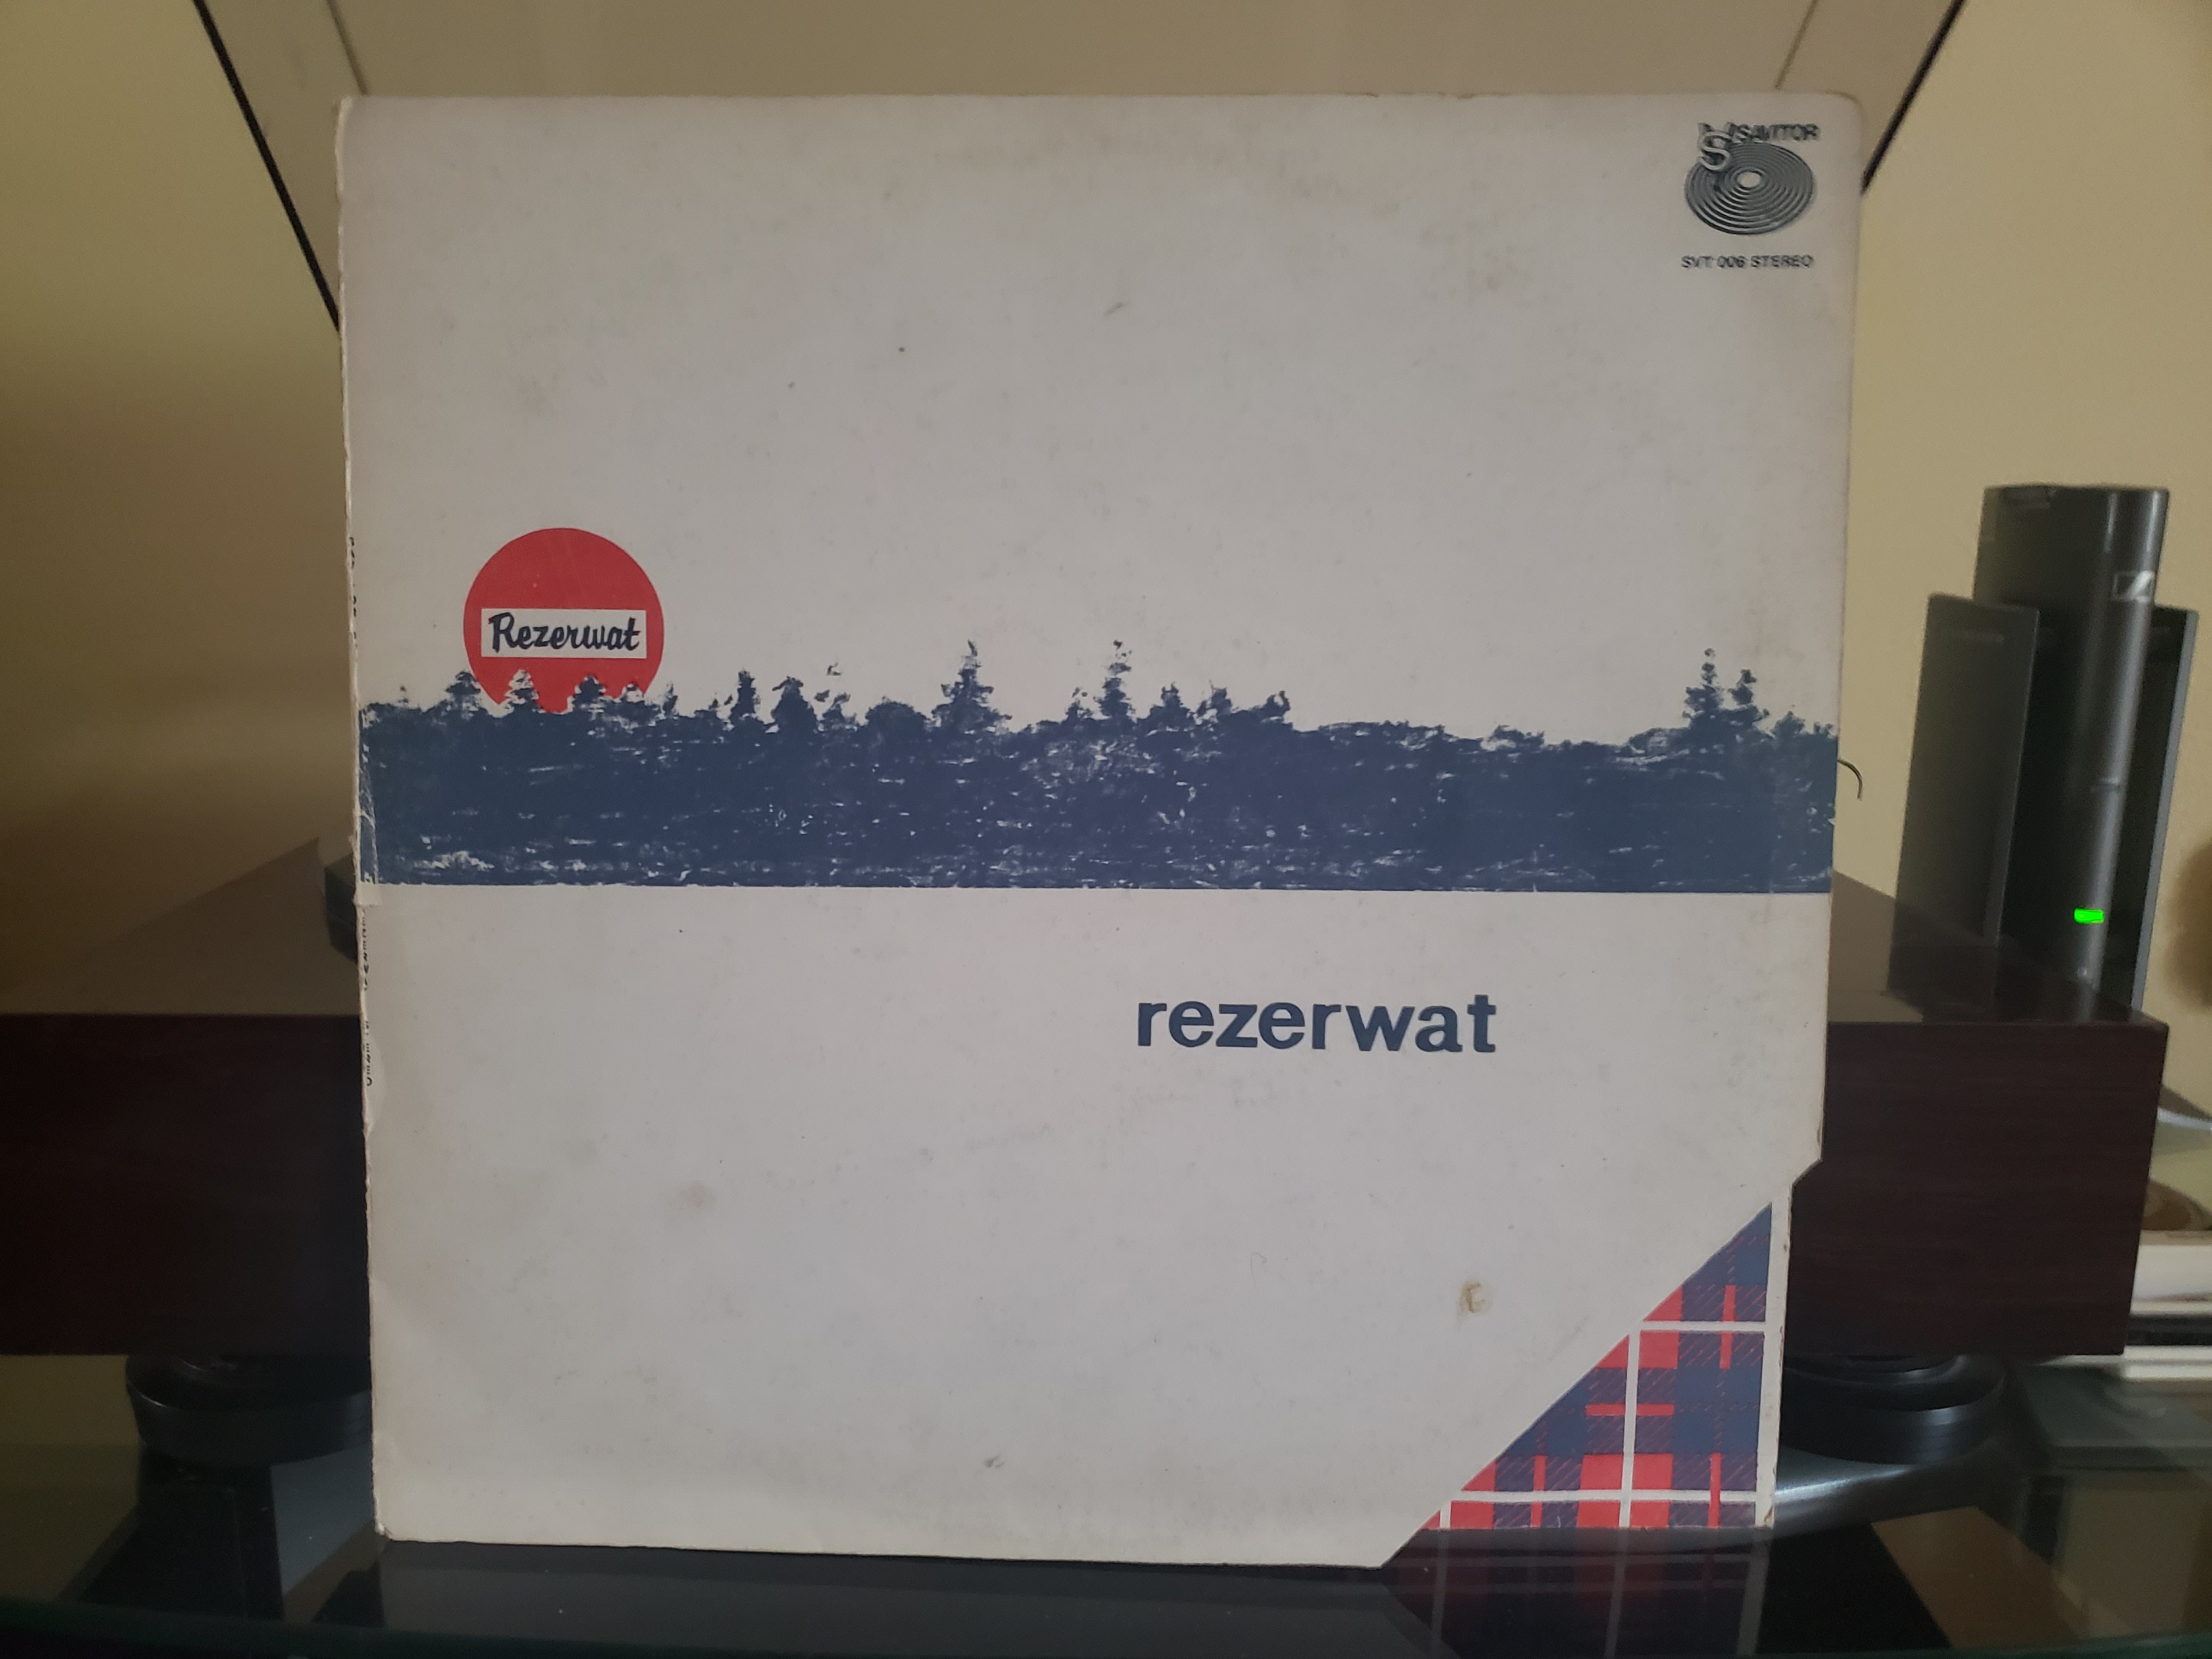 SAVITOR
SVT 006 STEREO
Rezerwat
rezerwat